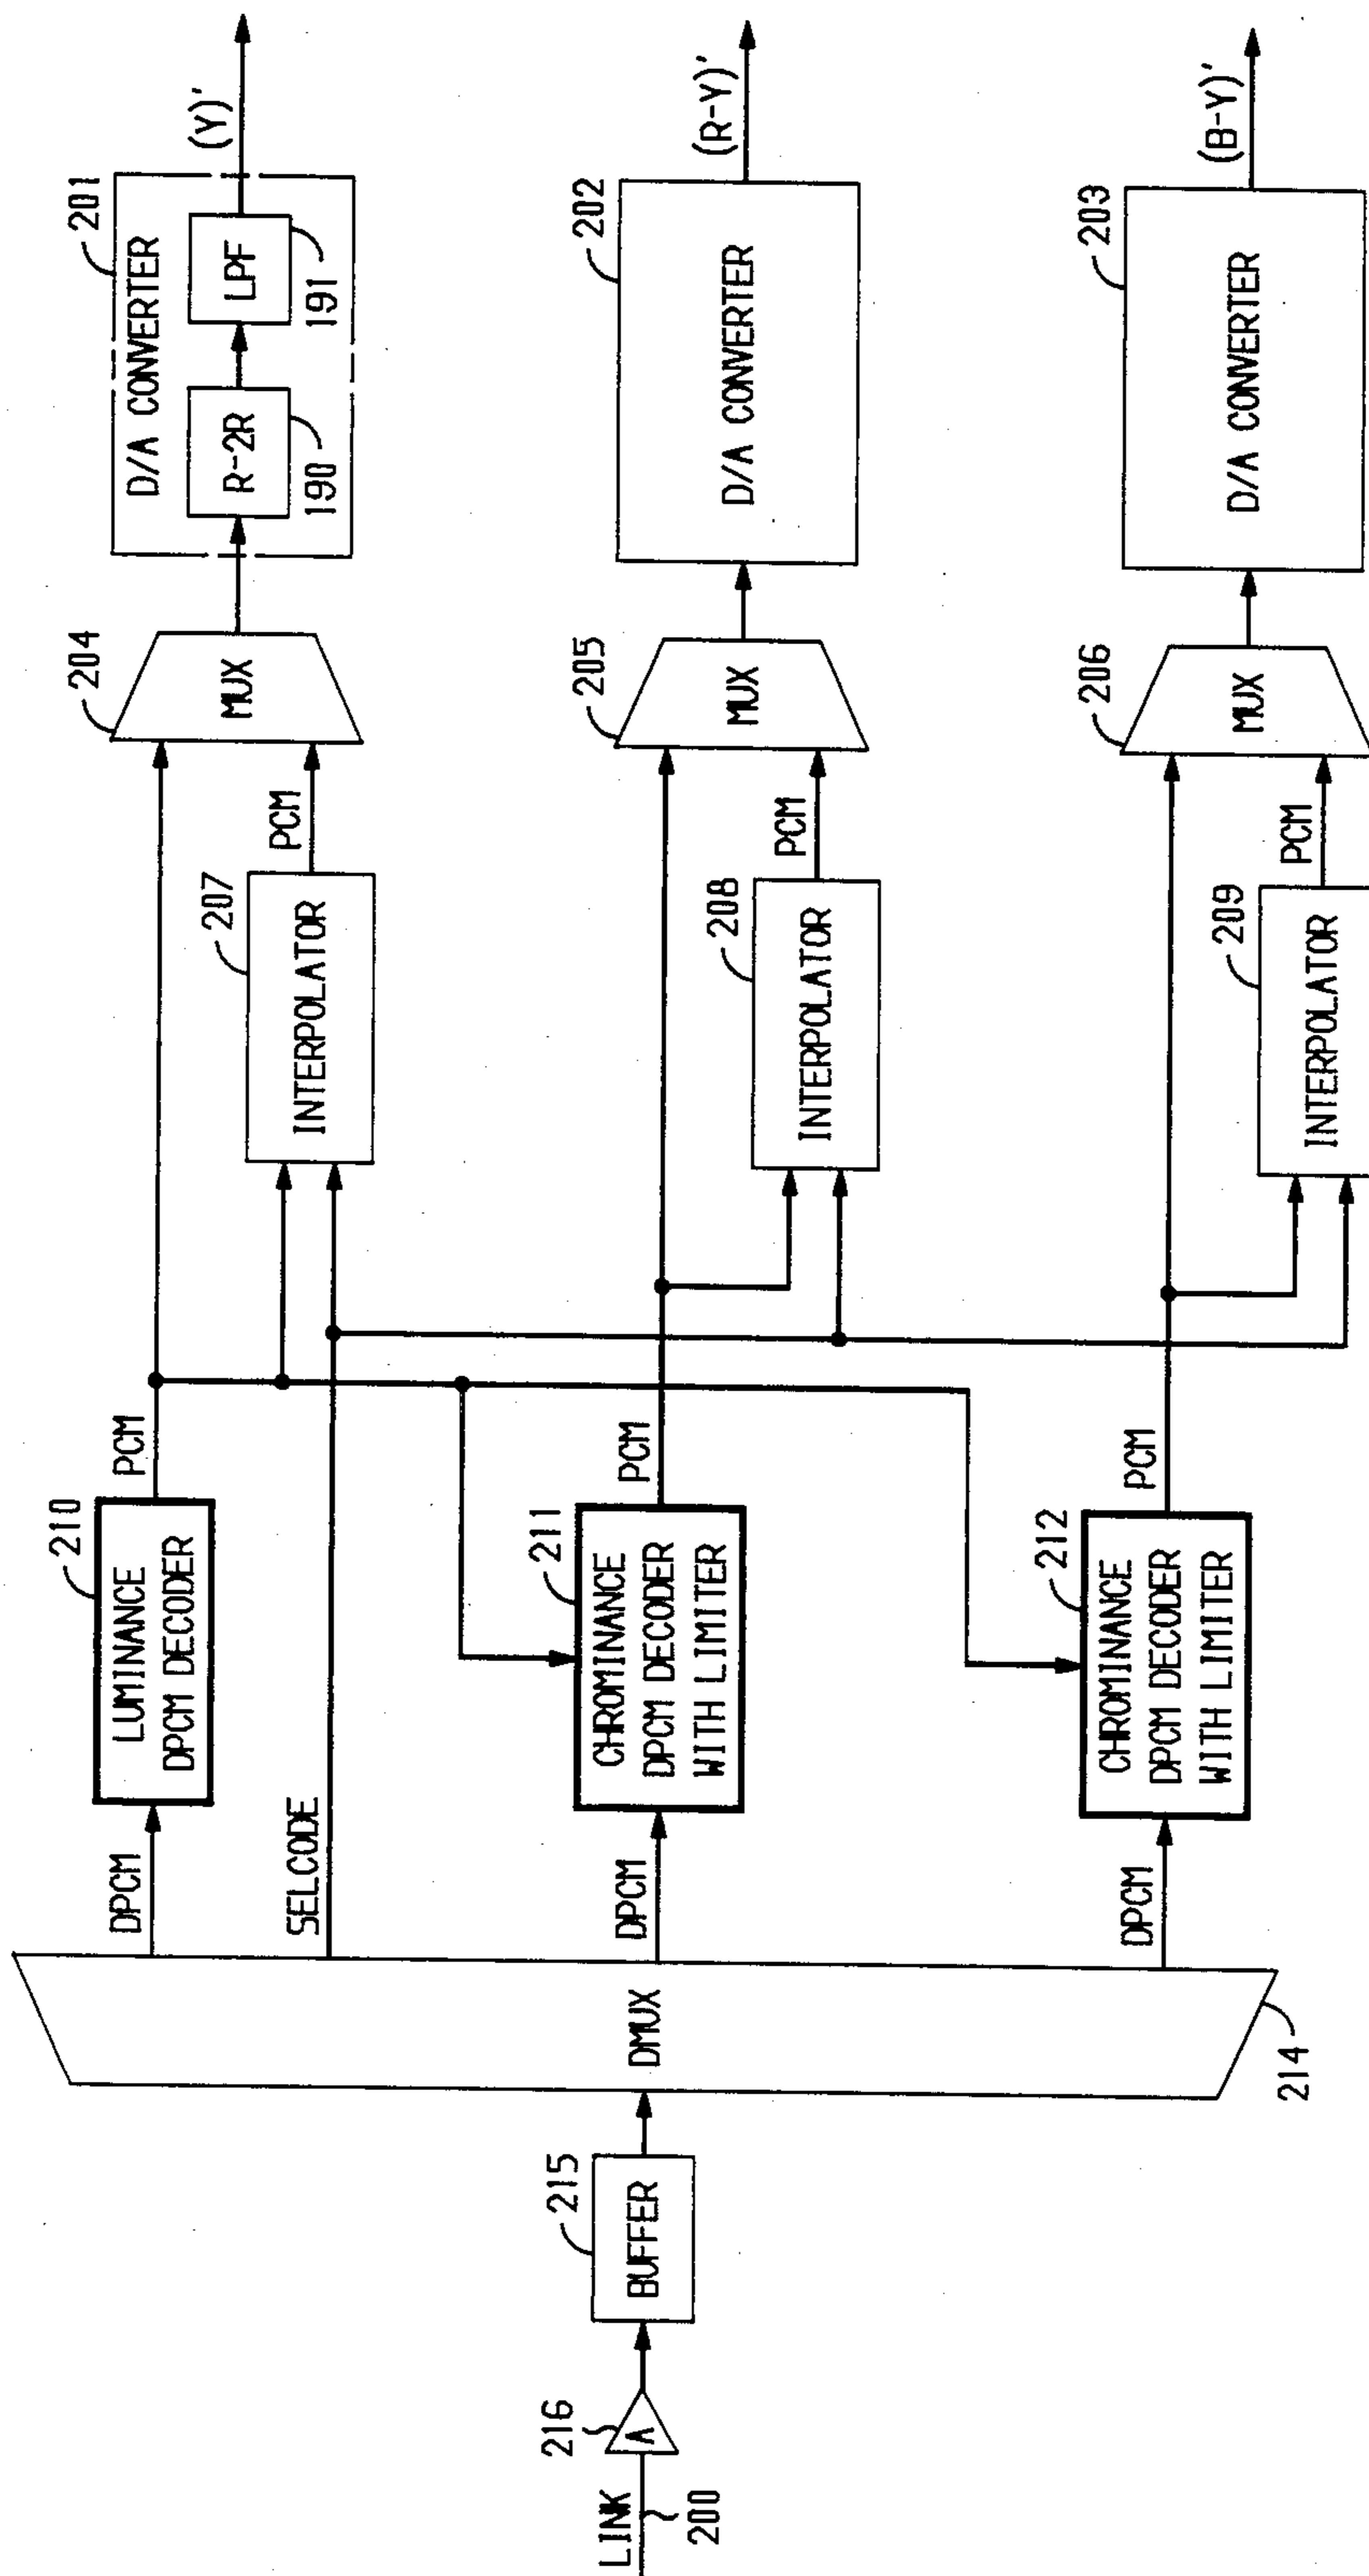 LINK
200
216
A
215
BUFFER
DMUX
214
DPCM
SELCODE
DPCM
DPCM
210
LUMINANCE
DPCM DECODER
PCM
211
CHROMINANCE
DPCM DECODER
WITH LIMITER
PCM
212
CHROMINANCE
DPCM DECODER
WITH LIMITER
PCM
207
INTERPOLATOR
PCM
208
INTERPOLATOR
PCM
209
INTERPOLATOR
PCM
204
MUX
205
MUX
206
MUX
201
D/A CONVERTER
R-2R
190
LPF
191
(Y)'
202
D/A CONVERTER
(R-Y)'
203
D/A CONVERTER
(B-Y)'